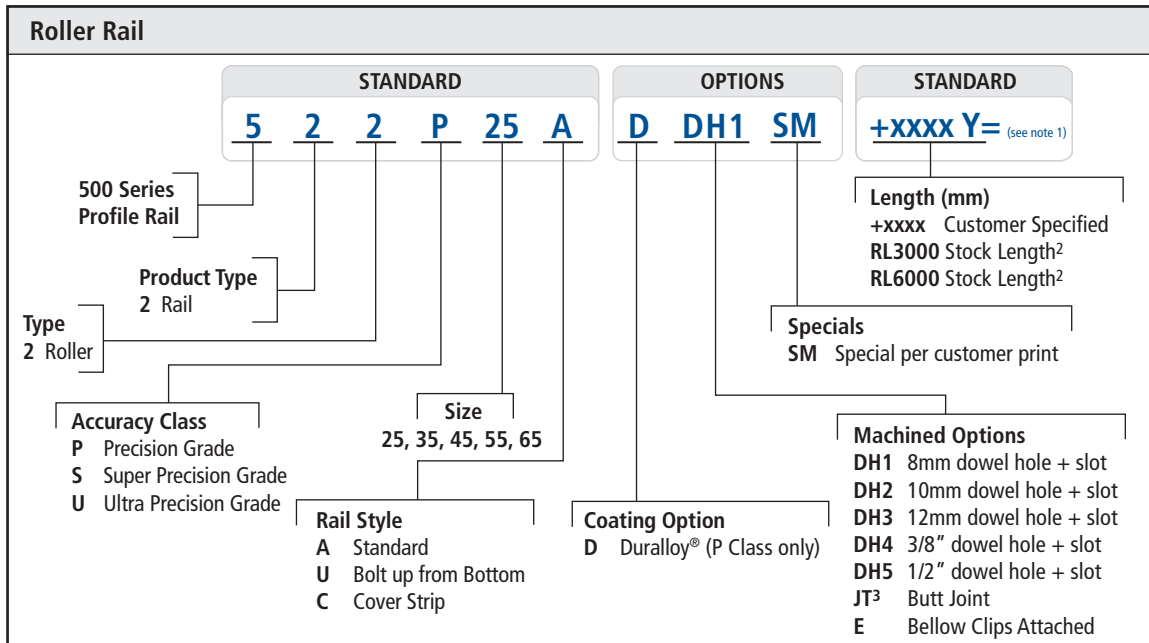 Roller Rail
STANDARD OPTIONS STANDARD
5 2 2 P 25 A D DH1 SM +xxxx Y= (see note 1)
500 Series
Profile Rail
Product Type
2 Rail
Type
2 Roller
Accuracy Class
P Precision Grade
S Super Precision Grade
U Ultra Precision Grade
Size
25, 35, 45, 55, 65
Rail Style
A Standard
U Bolt up from Bottom
C Cover Strip
Coating Option
D Duralloy® (P Class only)
Length (mm)
+xxxx Customer Specified
RL3000 Stock Length²
RL6000 Stock Length²
Specials
SM Special per customer print
Machined Options
DH1 8mm dowel hole + slot
DH2 10mm dowel hole + slot
DH3 12mm dowel hole + slot
DH4 3/8" dowel hole + slot
DH5 1/2" dowel hole + slot
JT³ Butt Joint
E Bellow Clips Attached